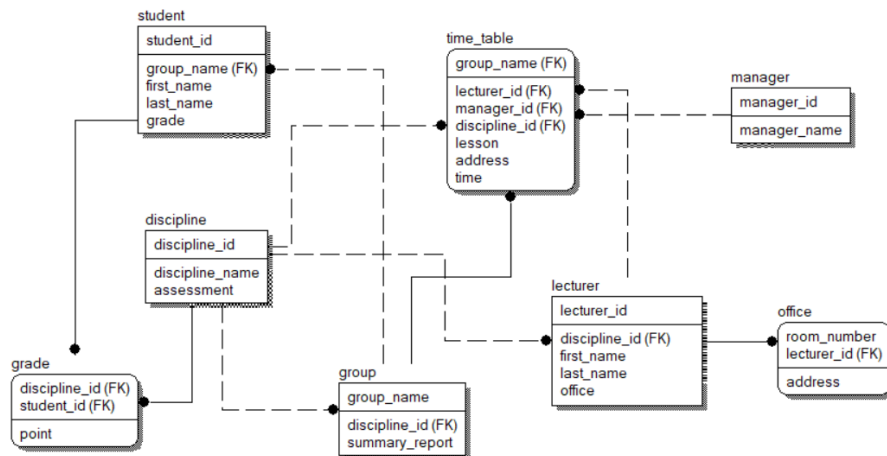 student
student_id
group_name (FK)
first_name
last_name
grade
time_table
group_name (FK)
lecturer_id (FK)
manager_id (FK)
discipline_id (FK)
lesson
address
time
manager
manager_id
manager_name
discipline
discipline_id
discipline_name
assessment
lecturer
lecturer_id
discipline_id (FK)
first_name
last_name
office
office
room_number
lecturer_id (FK)
address
grade
discipline_id (FK)
student_id (FK)
point
group
group_name
discipline_id (FK)
summary_report